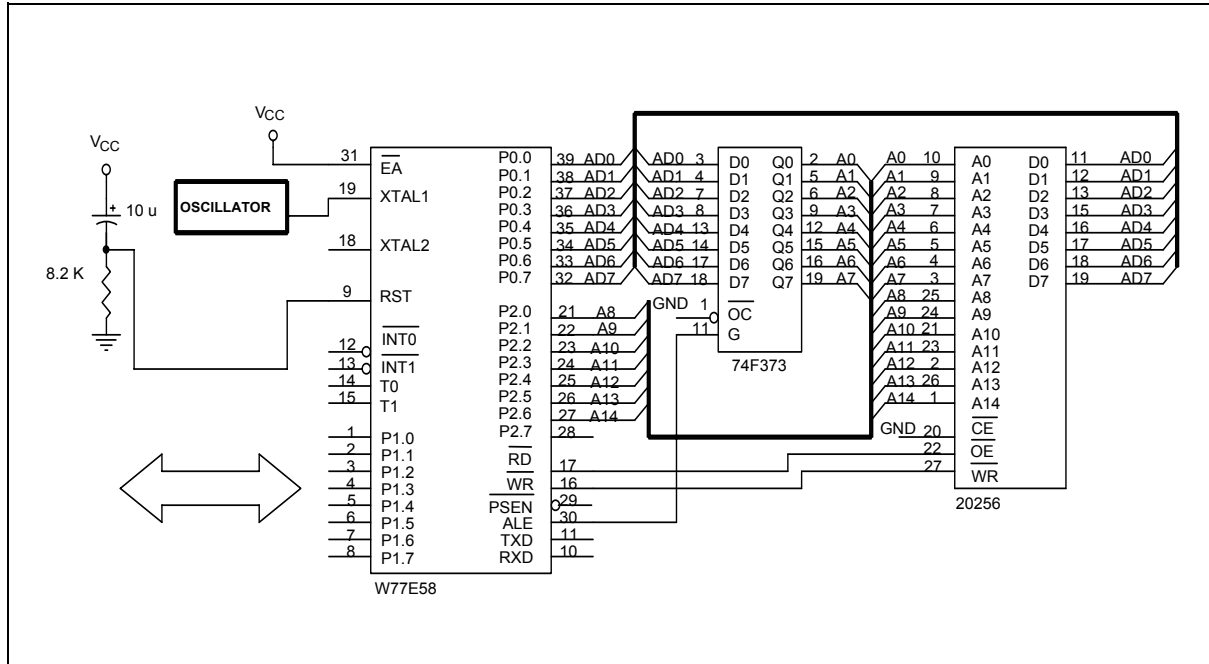 VCC
10 u
8.2 K
VCC
OSCILLATOR
31 EA
19 XTAL1
18 XTAL2
9 RST
12 INT0
13 INT1
14 T0
15 T1
1 P1.0
2 P1.1
3 P1.2
4 P1.3
5 P1.4
6 P1.5
7 P1.6
8 P1.7
P0.0 39 AD0
P0.1 38 AD1
P0.2 37 AD2
P0.3 36 AD3
P0.4 35 AD4
P0.5 34 AD5
P0.6 33 AD6
P0.7 32 AD7
P2.0 21 A8
P2.1 22 A9
P2.2 23 A10
P2.3 24 A11
P2.4 25 A12
P2.5 26 A13
P2.6 27 A14
P2.7 28
RD 17
WR 16
PSEN 29
ALE 30
TXD 11
RXD 10
W77E58
AD0 3 D0 Q0 2 A0
AD1 4 D1 Q1 5 A1
AD2 7 D2 Q2 6 A2
AD3 8 D3 Q3 9 A3
AD4 13 D4 Q4 12 A4
AD5 14 D5 Q5 15 A5
AD6 17 D6 Q6 16 A6
AD7 18 D7 Q7 19 A7
GND 1 OC
11 G
74F373
A0 10 A0 D0 11 AD0
A1 9 A1 D1 12 AD1
A2 8 A2 D2 13 AD2
A3 7 A3 D3 15 AD3
A4 6 A4 D4 16 AD4
A5 5 A5 D5 17 AD5
A6 4 A6 D6 18 AD6
A7 3 A7 D7 19 AD7
A8 25 A8
A9 24 A9
A10 21 A10
A11 23 A11
A12 2 A12
A13 26 A13
A14 1 A14
GND 20 CE
22 OE
27 WR
20256